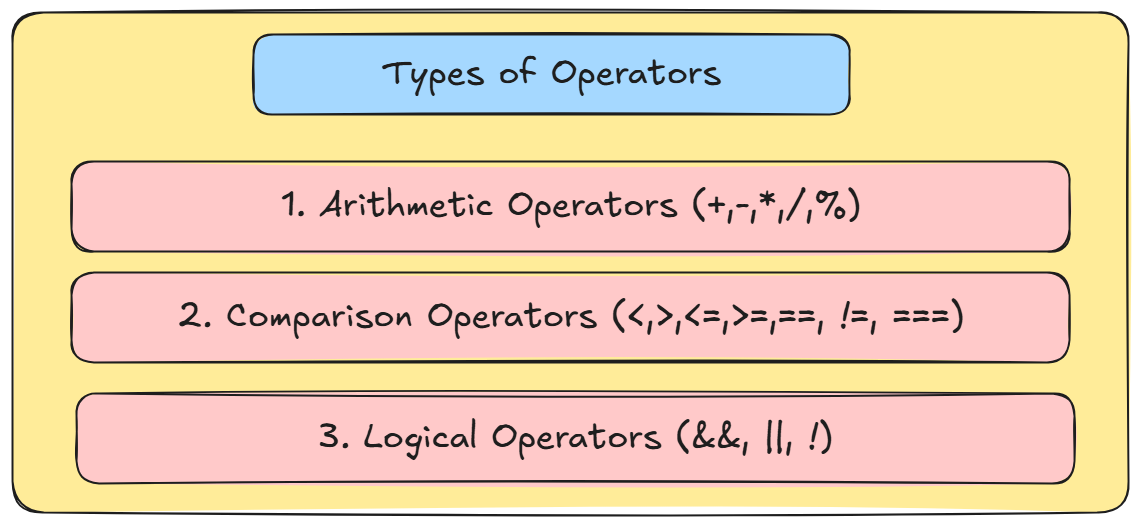 Types of Operators
1. Arithmetic Operators (+,-,*,/,%)
2. Comparison Operators (<,>,<=,>=,==, !=, ===)
3. Logical Operators (&&, ||, !)